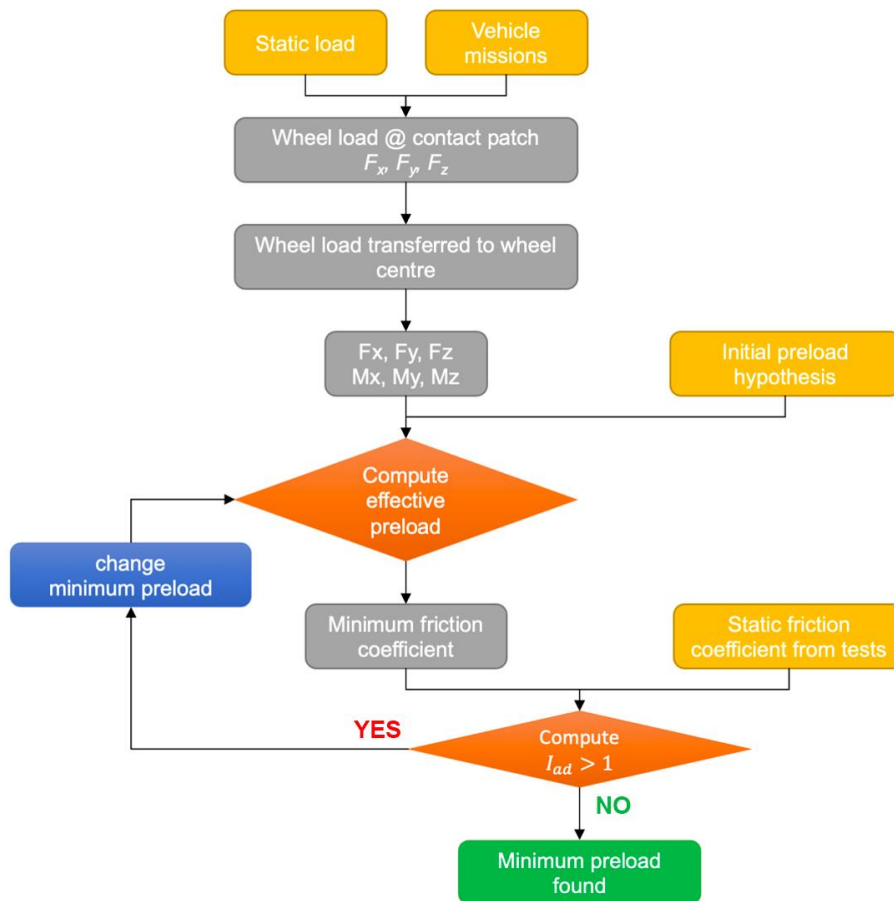 Static load
Vehicle
missions
Wheel load @ contact patch
Fx, Fy, Fz
Wheel load transferred to wheel
centre
Fx, Fy, Fz
Mx, My, Mz
Initial preload
hypothesis
Compute
effective
preload
change
minimum preload
Minimum friction
coefficient
Static friction
coefficient from tests
YES
Compute
I_ad > 1
NO
Minimum preload
found